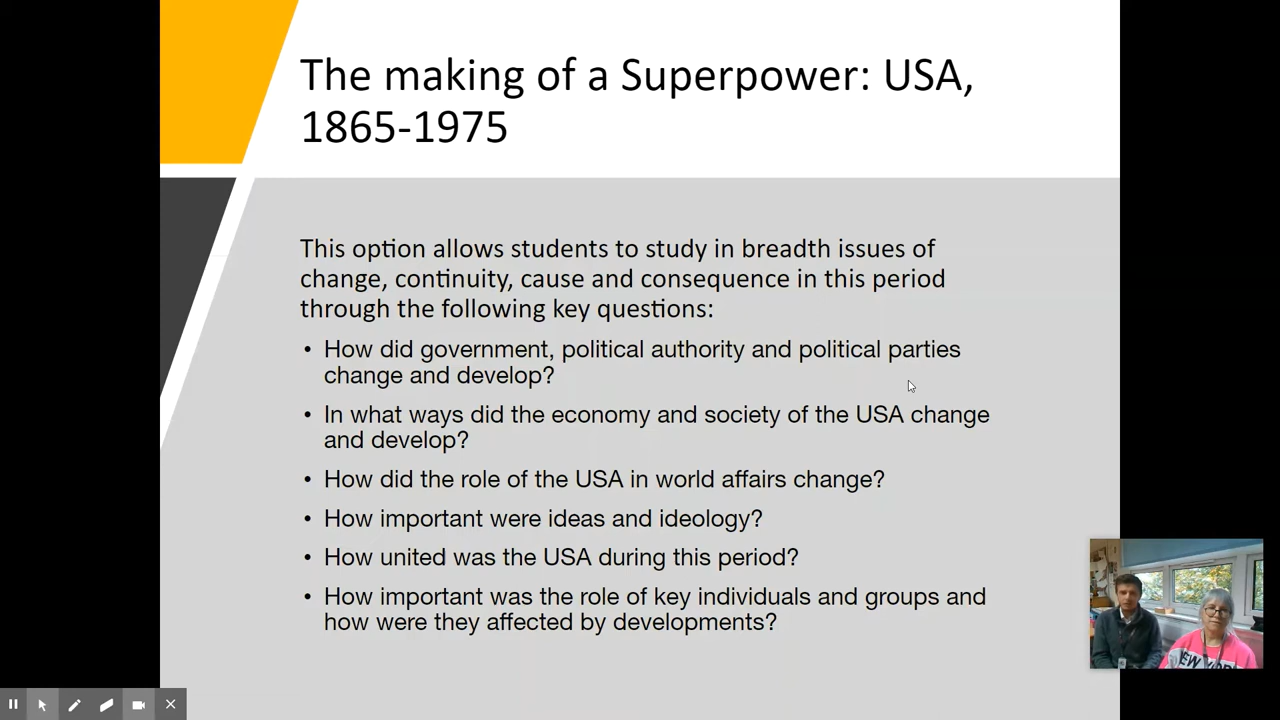 The making of a Superpower: USA,
1865-1975
This option allows students to study in breadth issues of
change, continuity, cause and consequence in this period
through the following key questions:
• How did government, political authority and political parties
change and develop?
• In what ways did the economy and society of the USA change
and develop?
• How did the role of the USA in world affairs change?
• How important were ideas and ideology?
• How united was the USA during this period?
• How important was the role of key individuals and groups and
how were they affected by developments?
NEW YORK